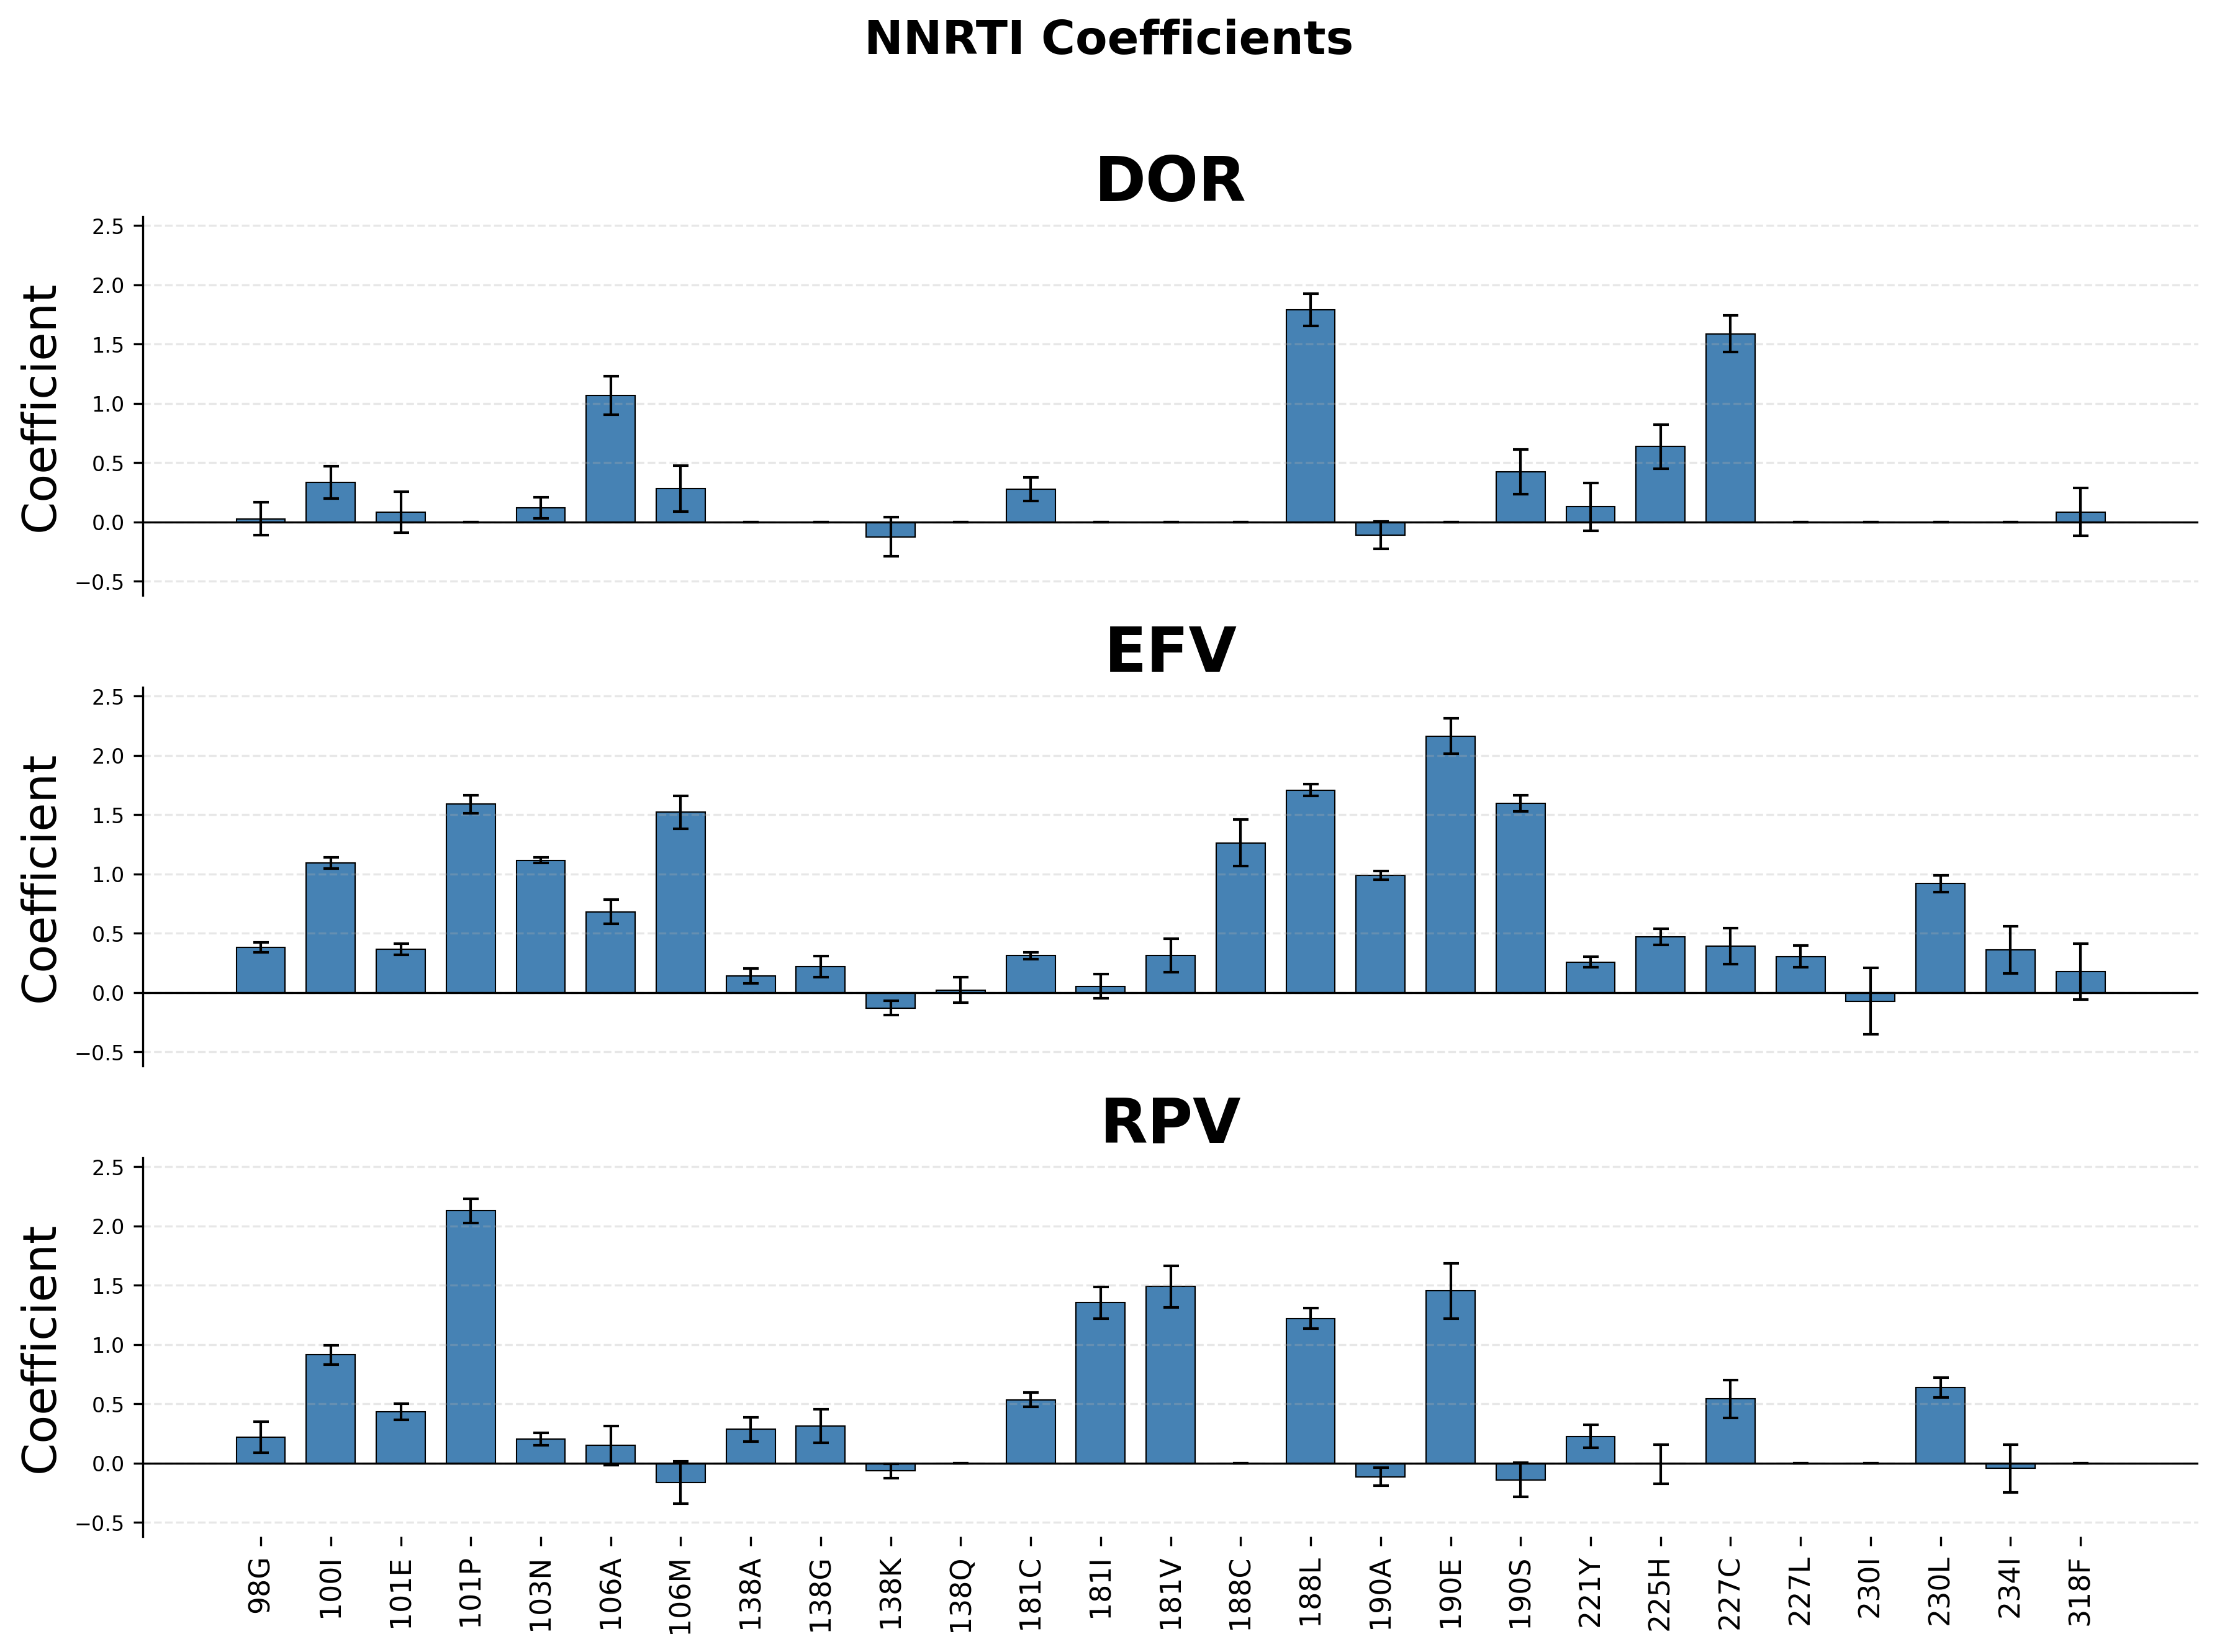 NNRTI Coefficients
DOR
Coefficient
2.5
2.0
1.5
1.0
0.5
0.0
−0.5
EFV
Coefficient
2.5
2.0
1.5
1.0
0.5
0.0
−0.5
RPV
Coefficient
2.5
2.0
1.5
1.0
0.5
0.0
−0.5
98G
100I
101E
101P
103N
106A
106M
138A
138G
138K
138Q
181C
181I
181V
188C
188L
190A
190E
190S
221Y
225H
227C
227L
230I
230L
234I
318F